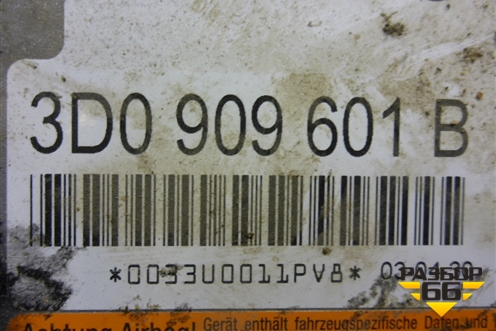 3D0 909 601 B
*0033U0011PV8*
РАЗБОР
66
Achtung Airbag! Gerät enthält fahrzeugspezifische Daten und